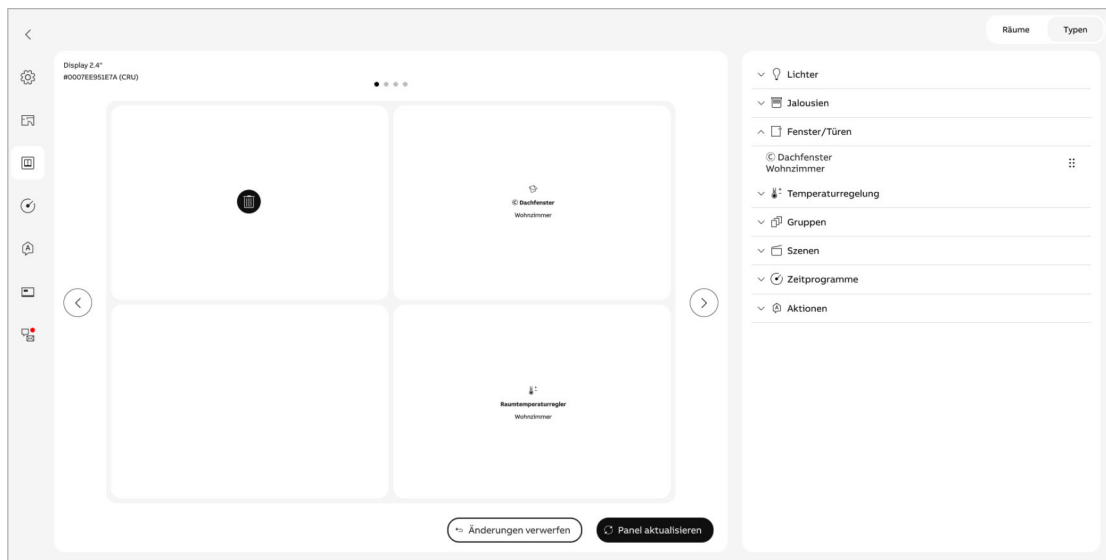 Räume
Typen
Display 2.4"
#0007EE951E7A (CRU)
© Dachfenster
Wohnzimmer
Raumtemperaturregler
Wohnzimmer
Änderungen verwerfen
Panel aktualisieren
Lichter
Jalousien
Fenster/Türen
© Dachfenster
Wohnzimmer
Temperaturregelung
Gruppen
Szenen
Zeitprogramme
Aktionen